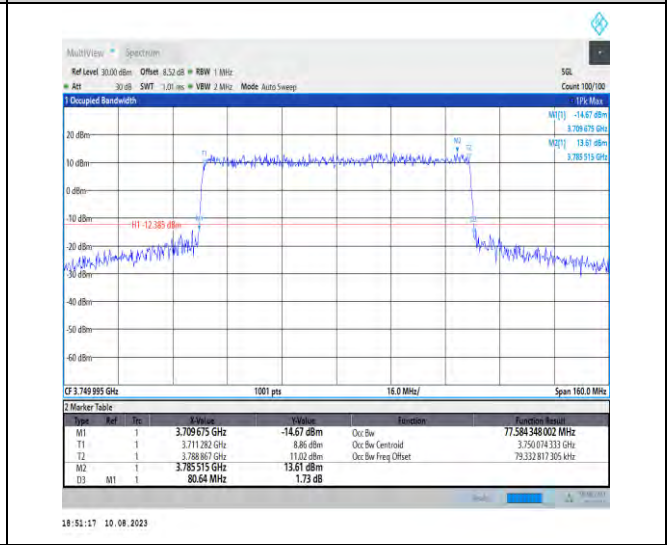 MultiView Spectrum
Ref Level 30.00 dBm Offset 8.52 dB RBW 1 MHz SGL
Att 30 dB SWT 1.01 ms VBW 2 MHz Mode Auto Sweep Count 100/100
1 Occupied Bandwidth 1Pk Max
M1[1] -14.67 dBm
3.709 675 GHz
M2[1] 13.61 dBm
3.785 515 GHz
20 dBm
10 dBm
0 dBm
-10 dBm
H1 -12.385 dBm
-20 dBm
-30 dBm
-40 dBm
-50 dBm
-60 dBm
T1
M2
CF 3.749 995 GHz 1001 pts 16.0 MHz/ Span 160.0 MHz
2 Marker Table
Type Ref Trc X-Value Y-Value Function Function Result
M1 1 3.709 675 GHz -14.67 dBm Occ Bw 77.584 348 002 MHz
T1 1 3.711 282 GHz 8.86 dBm Occ Bw Centroid 3.750 074 333 GHz
T2 1 3.788 867 GHz 11.02 dBm Occ Bw Freq Offset 79.332 817 305 kHz
M2 1 3.785 515 GHz 13.61 dBm
D3 M1 1 80.64 MHz 1.73 dB
18:51:17 10.08.2023